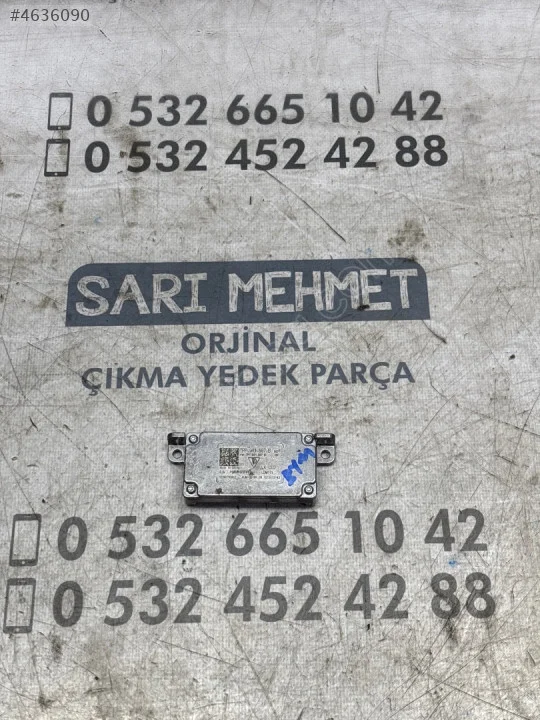 #4636090
0 532 665 10 42
0 532 452 42 88
SARI MEHMET
ORJİNAL
ÇIKMA YEDEK PARÇA
0 532 665 10 42
0 532 452 42 88